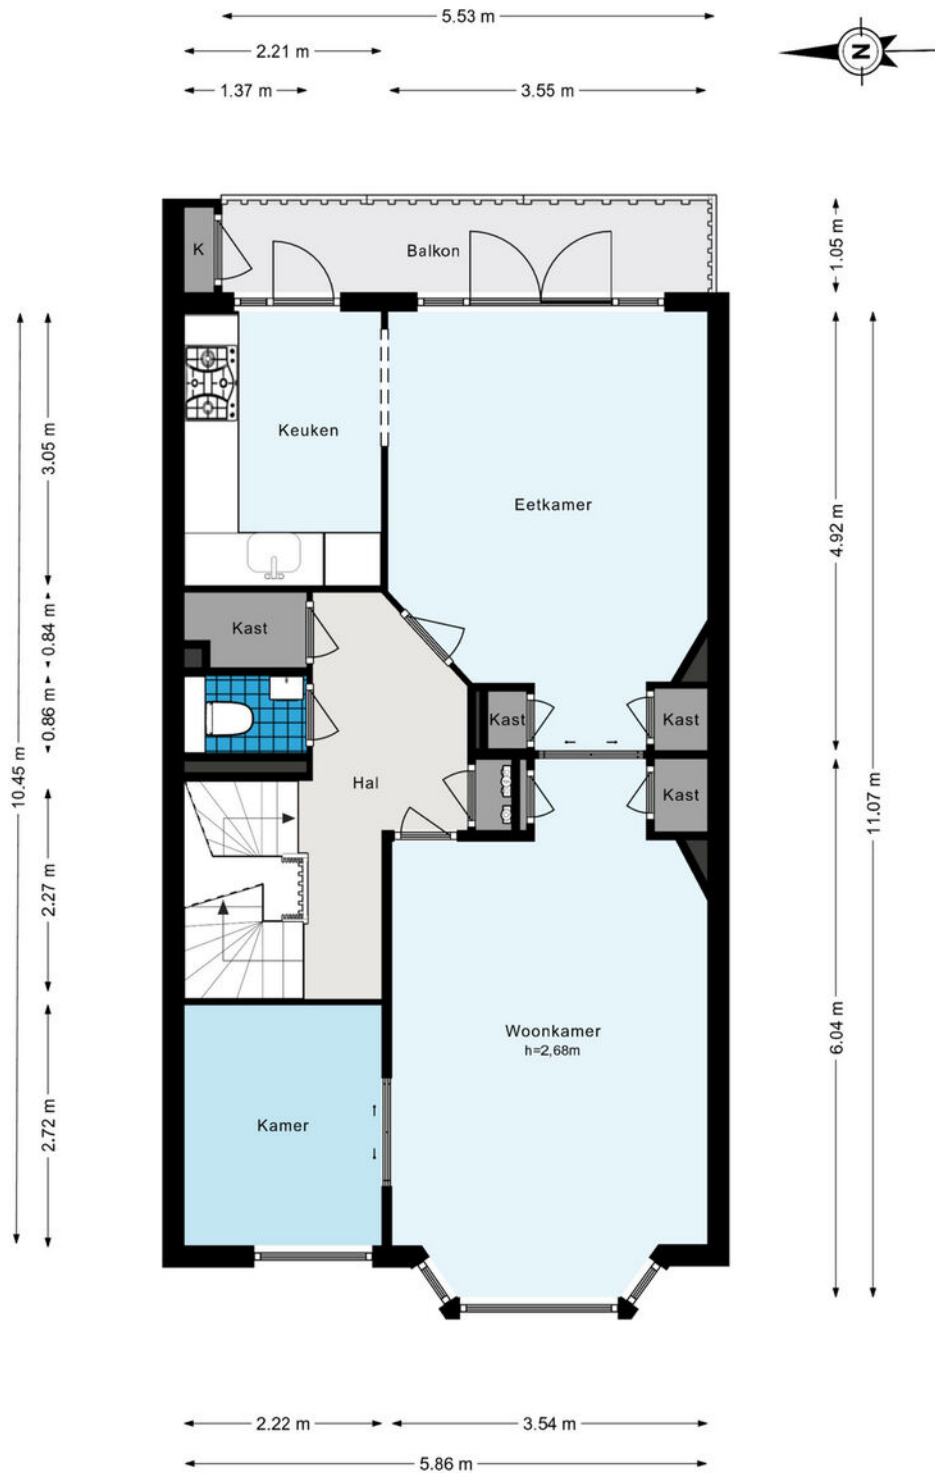 5.53 m
2.21 m
N
1.37 m
3.55 m
K
Balkon
1.05 m
Keuken
3.05 m
Eetkamer
4.92 m
Kast
0.84 m
0.86 m
Kast
Kast
10.45 m
Hal
Kast
11.07 m
2.27 m
Woonkamer
h=2,68m
6.04 m
Kamer
2.72 m
2.22 m
3.54 m
5.86 m